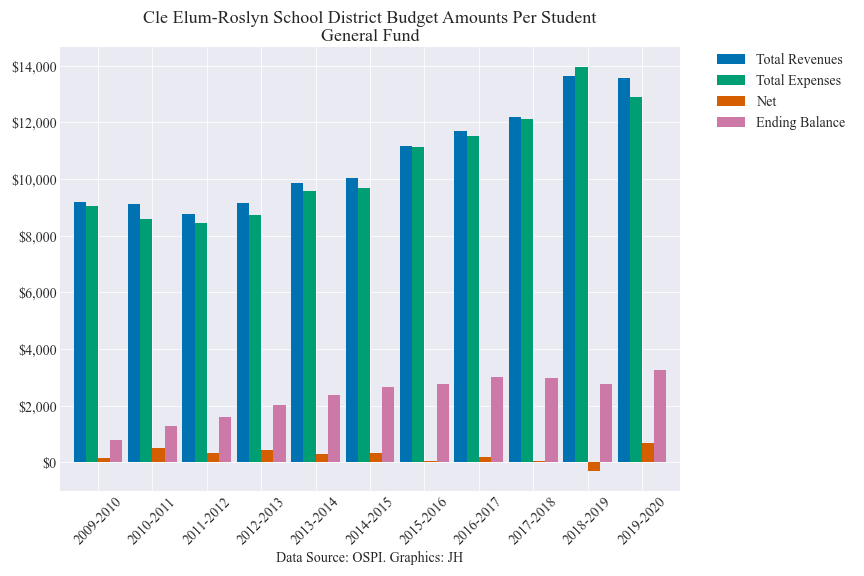 Cle Elum-Roslyn School District Budget Amounts Per Student
General Fund
Total Revenues
Total Expenses
Net
Ending Balance
$14,000
$12,000
$10,000
$8,000
$6,000
$4,000
$2,000
$0
2009-2010
2010-2011
2011-2012
2012-2013
2013-2014
2014-2015
2015-2016
2016-2017
2017-2018
2018-2019
2019-2020
Data Source: OSPI. Graphics: JH